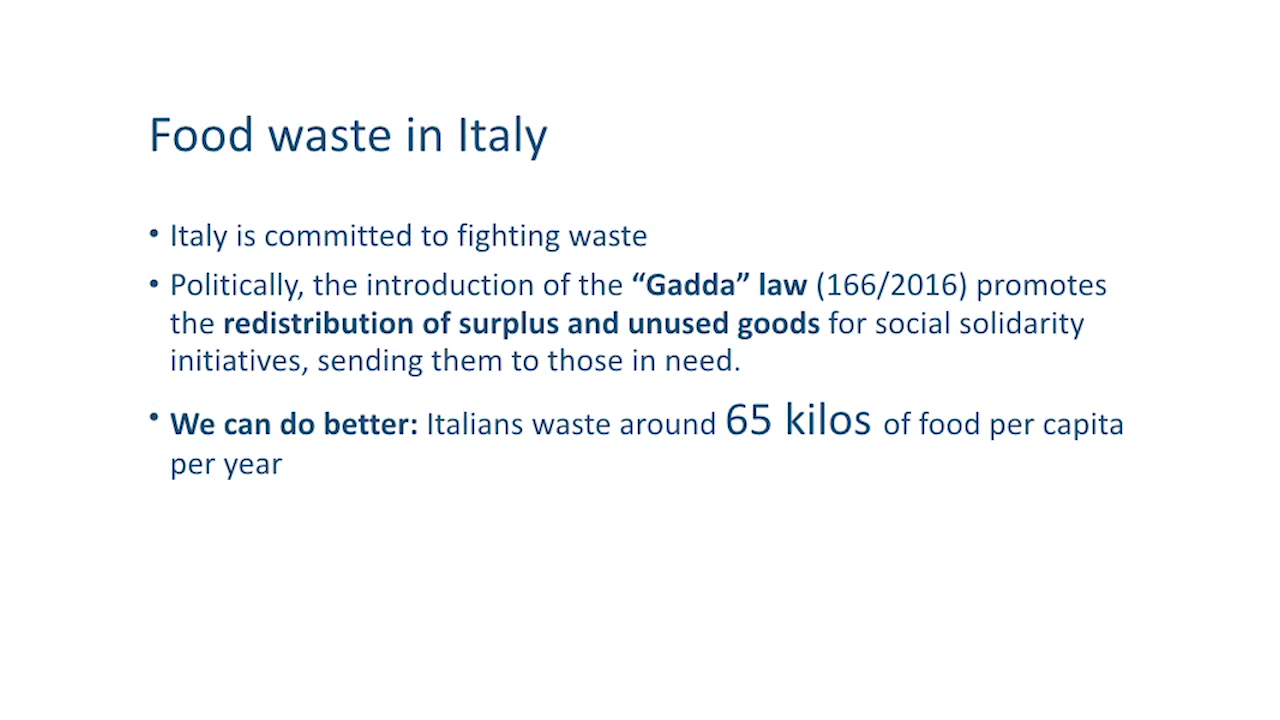 Food waste in Italy
• Italy is committed to fighting waste
• Politically, the introduction of the “Gadda” law (166/2016) promotes
the redistribution of surplus and unused goods for social solidarity
initiatives, sending them to those in need.
• We can do better: Italians waste around 65 kilos of food per capita
per year